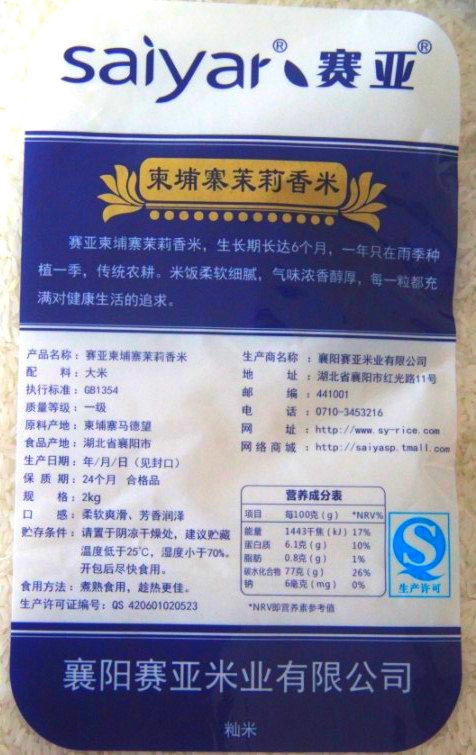 saiyar® 赛亚®
柬埔寨茉莉香米
赛亚柬埔寨茉莉香米，生长期长达6个月，一年只在雨季种
植一季，传统农耕。米饭柔软细腻，气味浓香醇厚，每一粒都充
满对健康生活的追求。
产品名称：赛亚柬埔寨茉莉香米
配 料：大米
执行标准：GB1354
质量等级：一级
原料产地：柬埔寨马德望
食品产地：湖北省襄阳市
生产日期：年/月/日（见封口）
保质期：24个月 合格品
规 格：2kg
口 感：柔软爽滑、芳香润泽
贮存条件：请置于阴凉干燥处，建议贮藏
温度低于25℃，湿度小于70%。
开包后尽快食用。
食用方法：煮熟食用，趁热更佳。
生产许可证编号：QS 420601020523
生产商名称：襄阳赛亚米业有限公司
地 址：湖北省襄阳市红光路11号
邮 编：441001
电 话：0710-3453216
网 址：http://www.sy-rice.com
网络商城：http://saiyasp.tmall.com
营养成分表
项目 每100克(g) *NRV%
能量 1443千焦(kJ) 17%
蛋白质 6.1克(g) 10%
脂肪 0.8克(g) 1%
碳水化合物 77克(g) 26%
钠 6毫克(mg) 0%
*NRV即营养素参考值
生产许可
襄阳赛亚米业有限公司
籼米